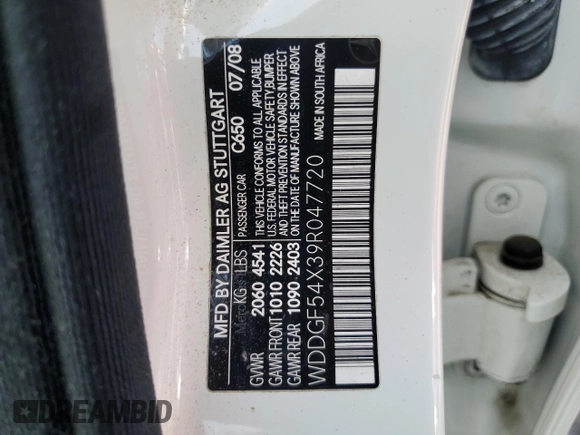 MFD BY DAIMLER AG STUTTGART
PASSENGER CAR C650 07/08
KG LBS
GVWR 2060 4541
GAWR FRONT 1010 2226
GAWR REAR 1090 2403
THIS VEHICLE CONFORMS TO ALL APPLICABLE
U.S. FEDERAL MOTOR VEHICLE SAFETY, BUMPER
AND THEFT PREVENTION STANDARDS IN EFFECT
ON THE DATE OF MANUFACTURE SHOWN ABOVE
WDDGF54X39R047720 MADE IN SOUTH AFRICA
DREAMBID